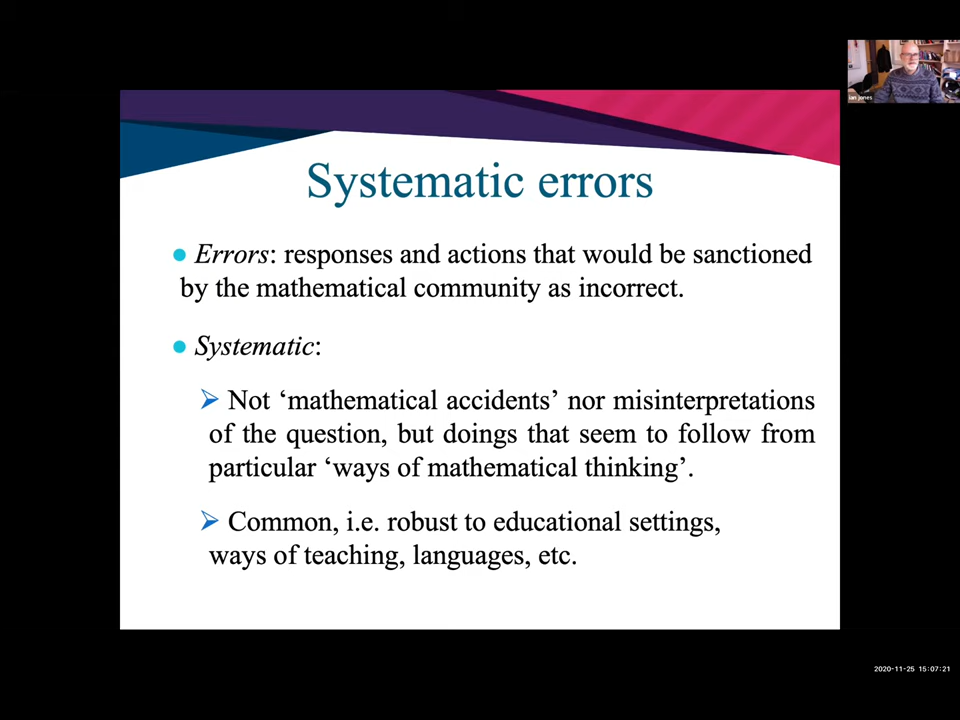 Ian Jones
Systematic errors
● Errors: responses and actions that would be sanctioned
by the mathematical community as incorrect.
● Systematic:
➢ Not ‘mathematical accidents’ nor misinterpretations
of the question, but doings that seem to follow from
particular ‘ways of mathematical thinking’.
➢ Common, i.e. robust to educational settings,
ways of teaching, languages, etc.
2020-11-25 15:07:21